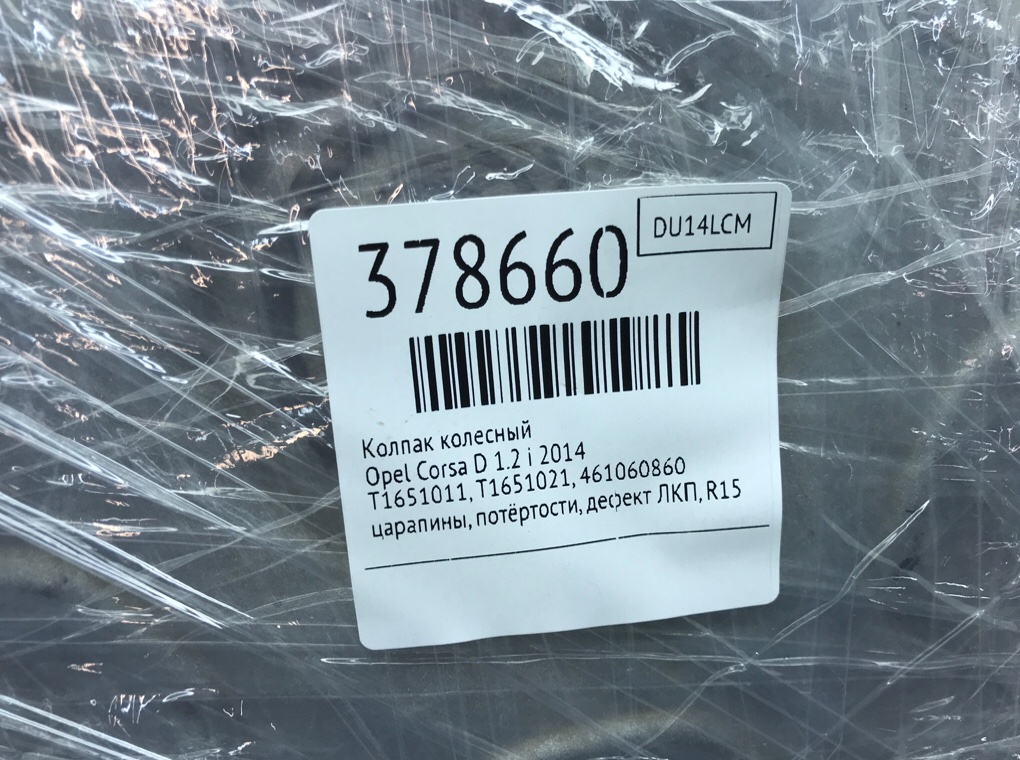 378660
DU14LCM
Колпак колесный
Opel Corsa D 1.2 i 2014
T1651011, T1651021, 461060860
царапины, потёртости, дефект ЛКП, R15